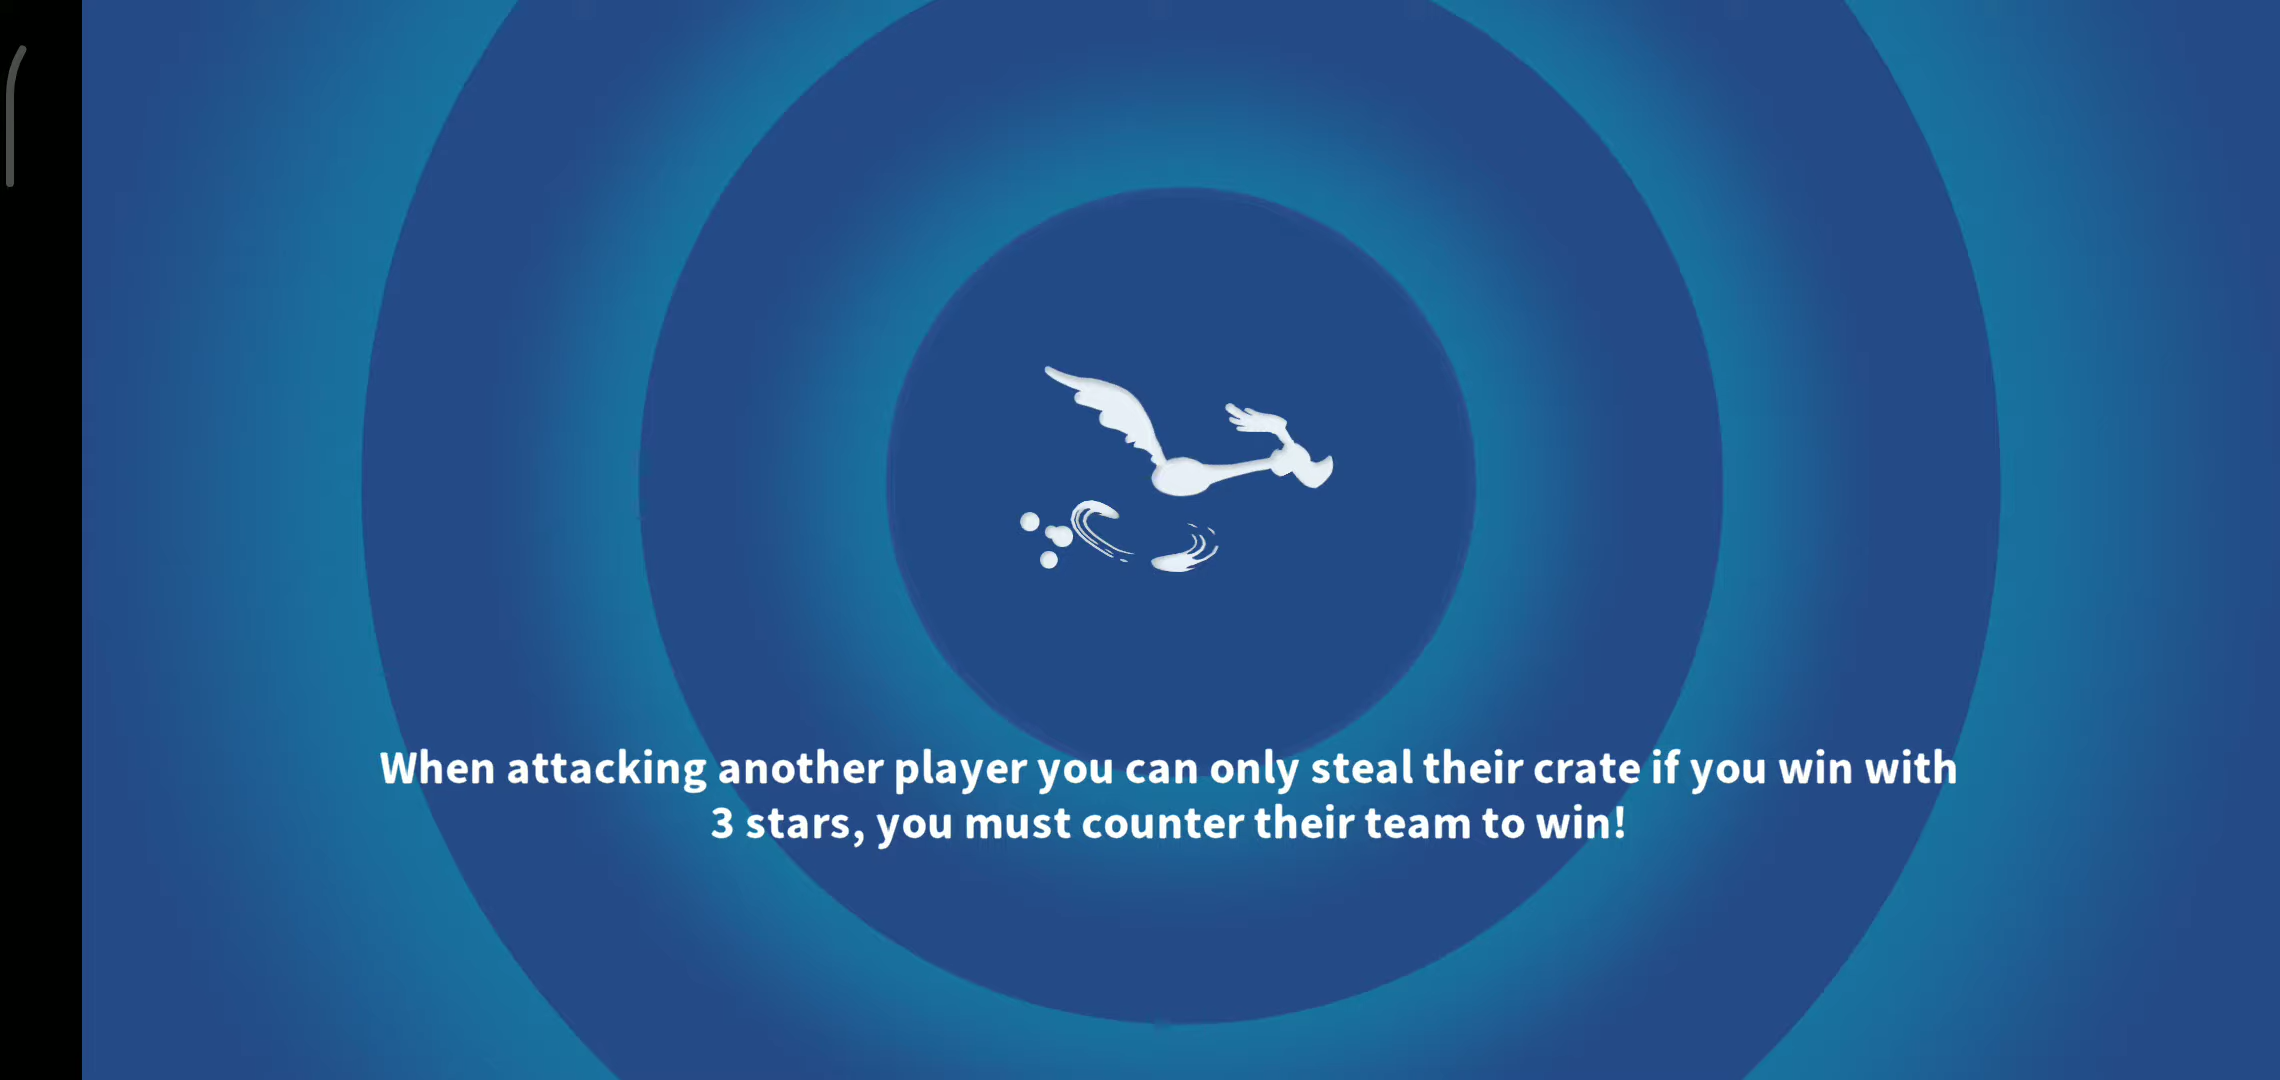 When attacking another player you can only steal their crate if you win with
3 stars, you must counter their team to win!